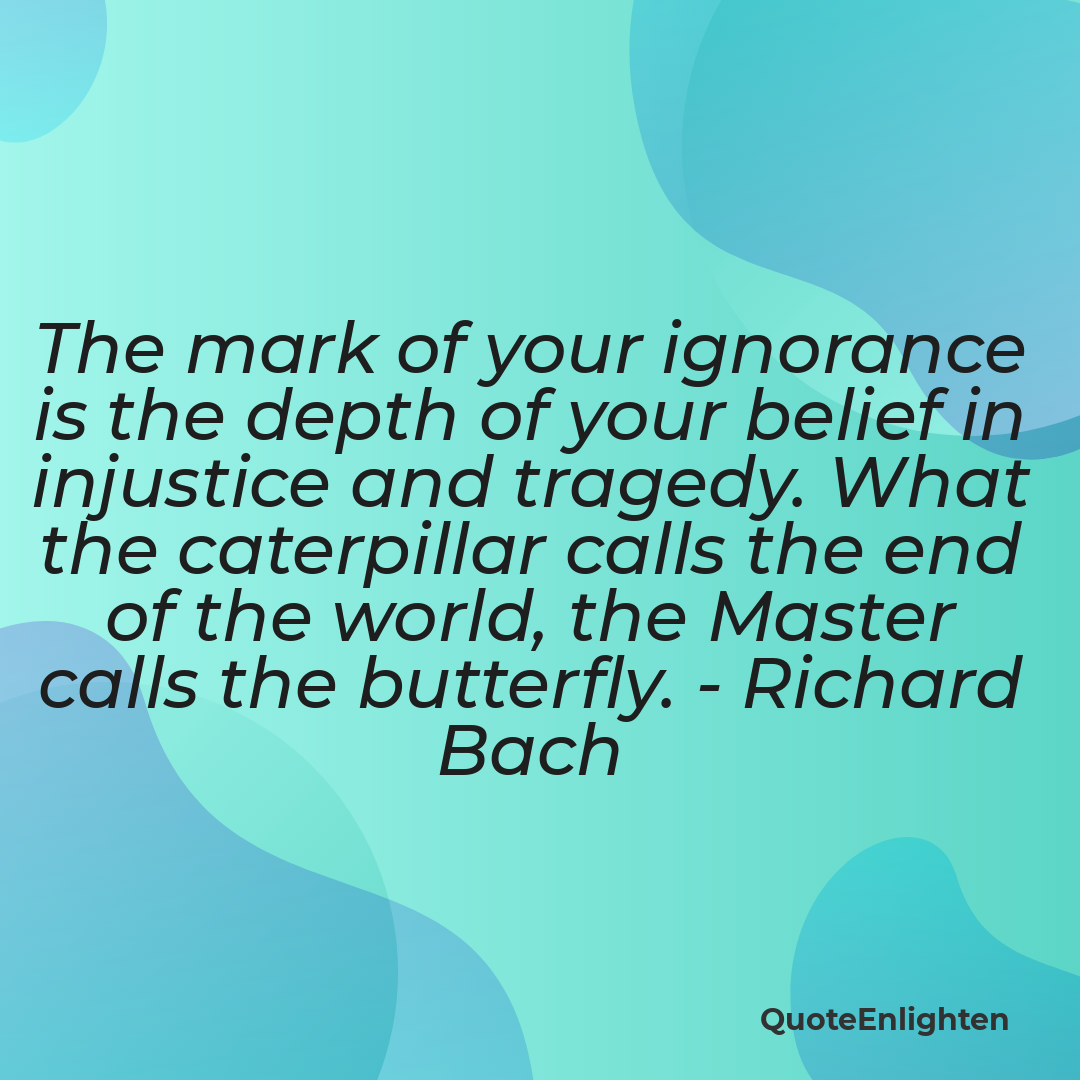 The mark of your ignorance
is the depth of your belief in
injustice and tragedy. What
the caterpillar calls the end
of the world, the Master
calls the butterfly. - Richard
Bach
QuoteEnlighten